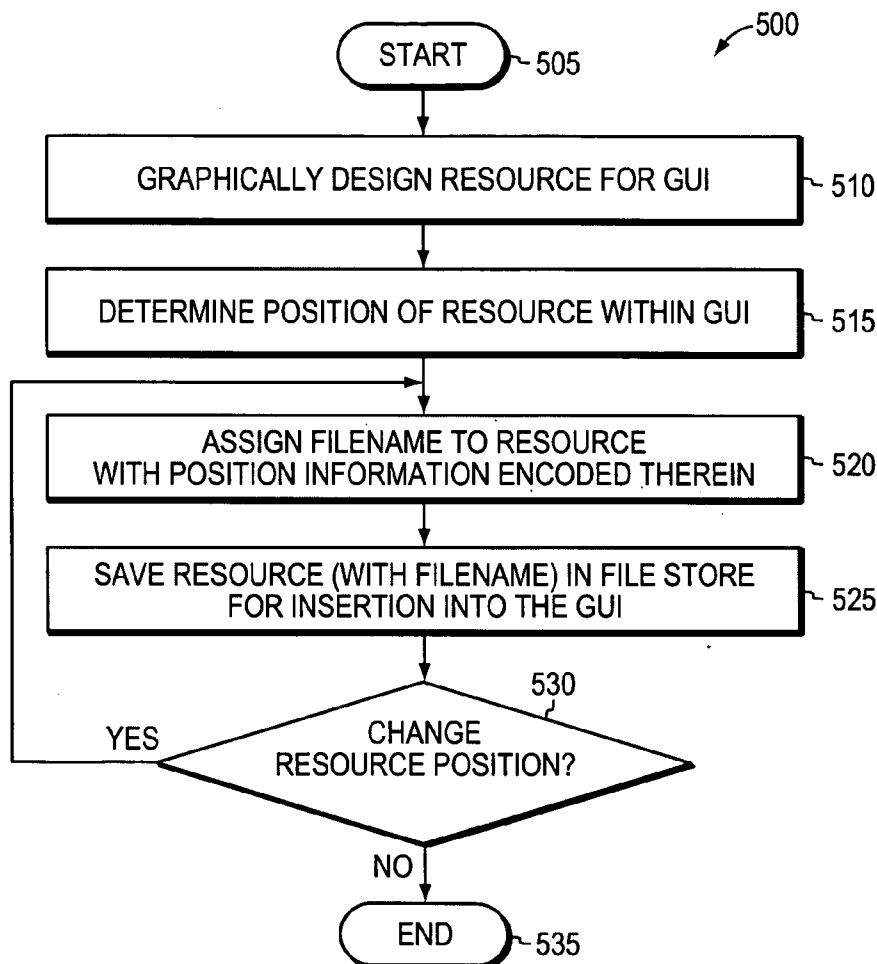 500
START
505
GRAPHICALLY DESIGN RESOURCE FOR GUI
510
DETERMINE POSITION OF RESOURCE WITHIN GUI
515
ASSIGN FILENAME TO RESOURCE
WITH POSITION INFORMATION ENCODED THEREIN
520
SAVE RESOURCE (WITH FILENAME) IN FILE STORE
FOR INSERTION INTO THE GUI
525
530
YES
CHANGE
RESOURCE POSITION?
NO
END
535